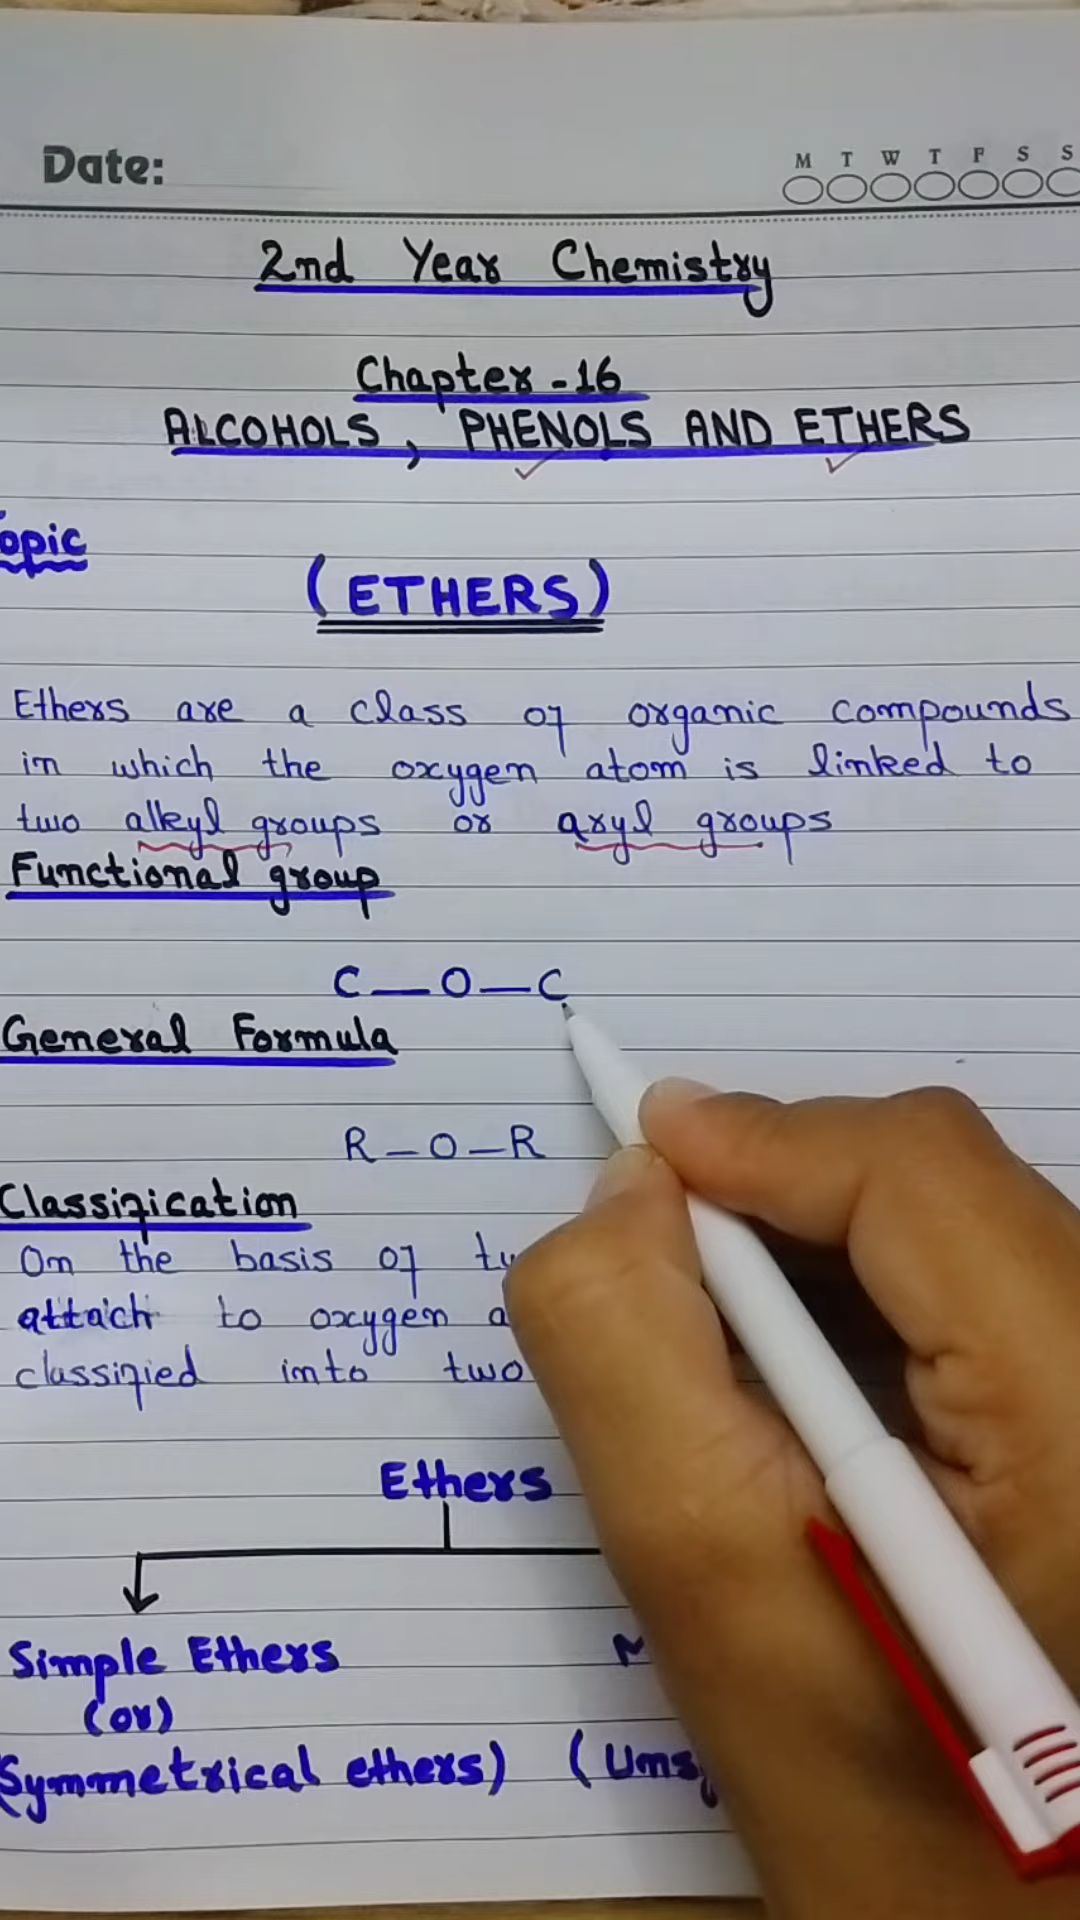 Date:
M T W T F S S
2nd Year Chemistry
Chapter - 16
ALCOHOLS, PHENOLS AND ETHERS
opic
(ETHERS)
Ethers are a class of organic compounds
in which the oxygen atom is linked to
two alkyl groups or aryl groups
Functional group
C — O — C
General Formula
R — O — R
Classification
On the basis of
attach to oxygen
classified into two
Ethers
Simple Ethers
(or)
(Symmetrical ethers) (Uns